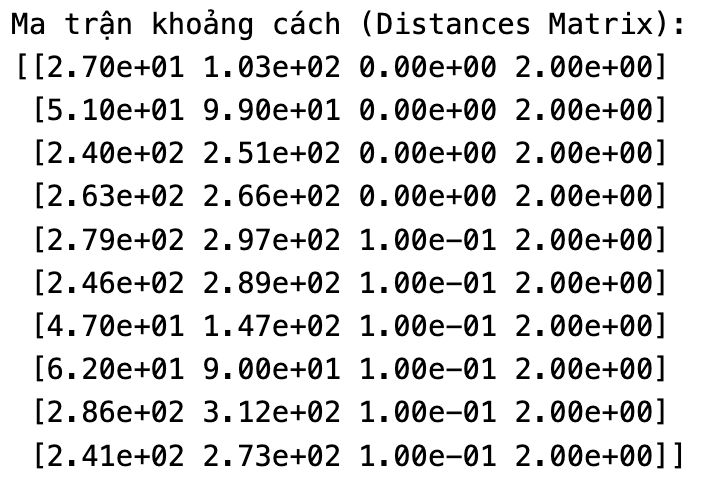 Ma trận khoảng cách (Distances Matrix):
[[2.70e+01 1.03e+02 0.00e+00 2.00e+00]
[5.10e+01 9.90e+01 0.00e+00 2.00e+00]
[2.40e+02 2.51e+02 0.00e+00 2.00e+00]
[2.63e+02 2.66e+02 0.00e+00 2.00e+00]
[2.79e+02 2.97e+02 1.00e-01 2.00e+00]
[2.46e+02 2.89e+02 1.00e-01 2.00e+00]
[4.70e+01 1.47e+02 1.00e-01 2.00e+00]
[6.20e+01 9.00e+01 1.00e-01 2.00e+00]
[2.86e+02 3.12e+02 1.00e-01 2.00e+00]
[2.41e+02 2.73e+02 1.00e-01 2.00e+00]]